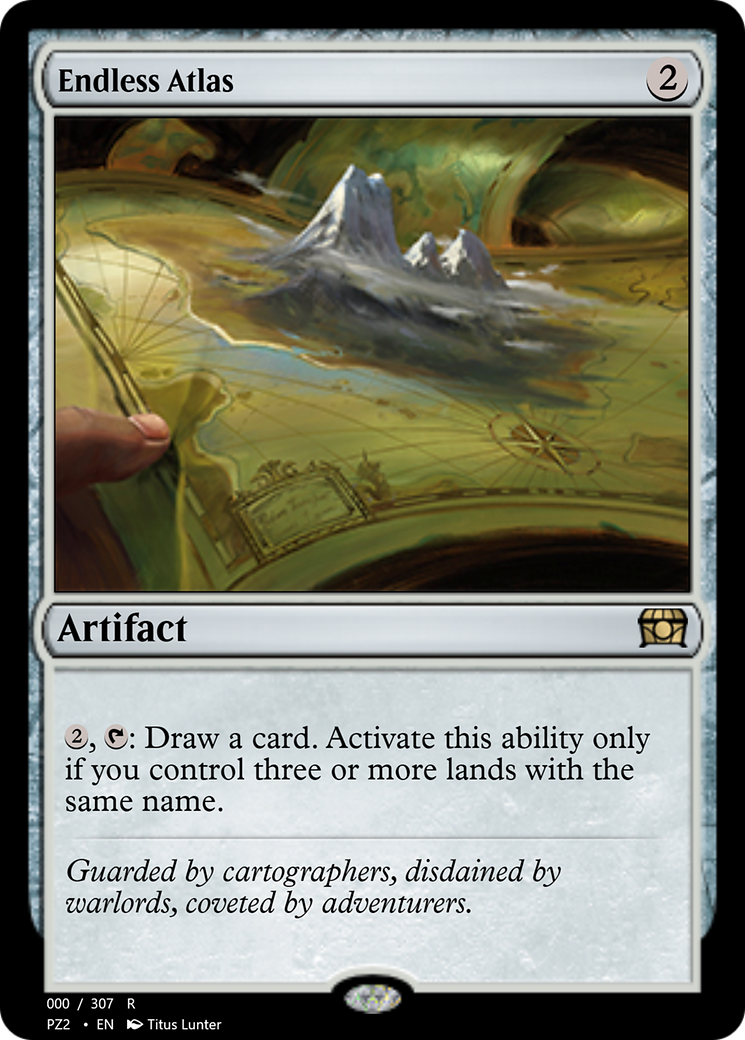 Endless Atlas 2
Artifact
2, : Draw a card. Activate this ability only
if you control three or more lands with the
same name.
Guarded by cartographers, disdained by
warlords, coveted by adventurers.
000 / 307 R
PZ2 • EN Titus Lunter